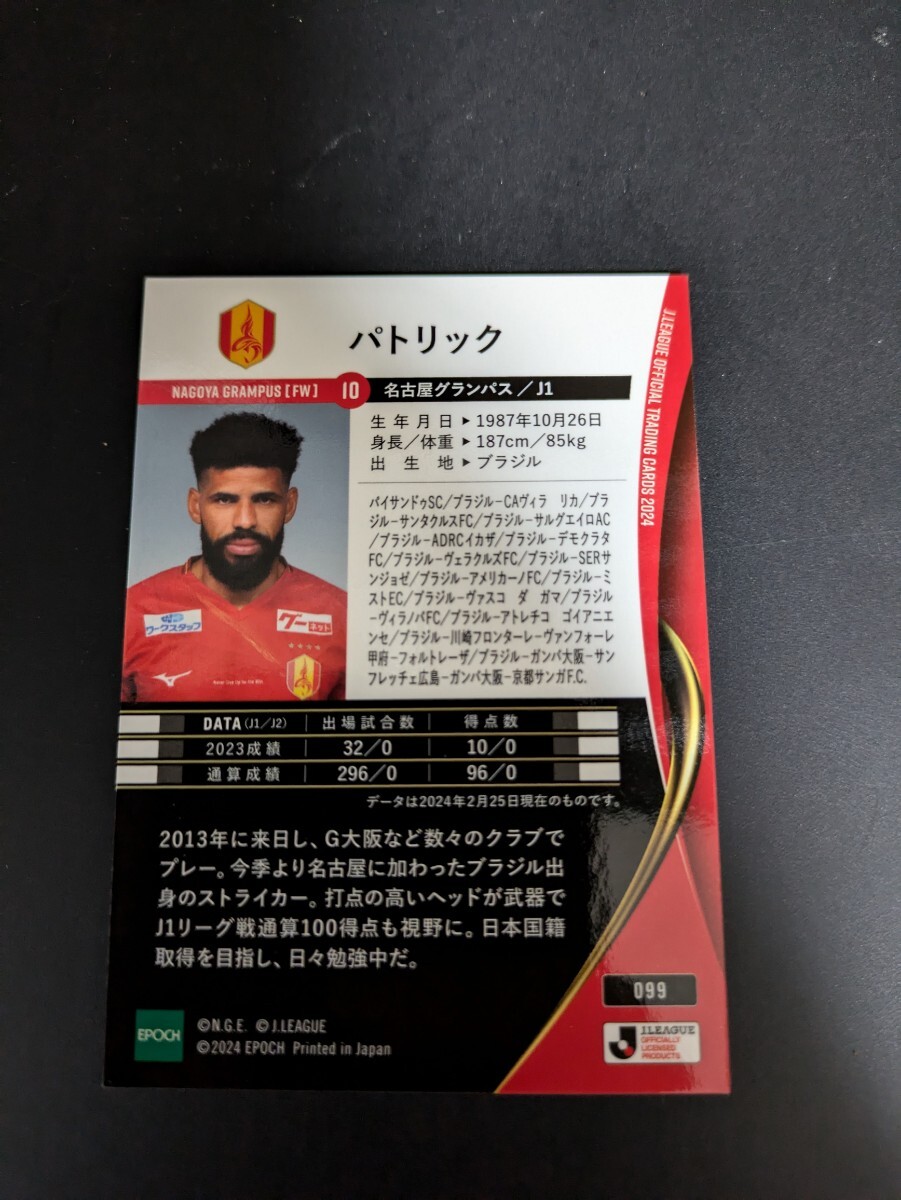 パトリック
NAGOYA GRAMPUS [FW]
10
名古屋グランパス／J1
生年月日▶1987年10月26日
身長／体重▶187cm／85kg
出生地▶ブラジル
パイサンドゥSC/ブラジル−CAヴィラ　リカ/ブラ
ジル−サンタクルスFC/ブラジル−サルグエイロAC
/ブラジル−ADRCイカザ/ブラジル−デモクラタ
FC/ブラジル−ヴェラクルズFC/ブラジル−SERサ
ンジョゼ/ブラジル−アメリカーノFC/ブラジル−ミ
ストEC/ブラジル−ヴァスコ　ダ　ガマ/ブラジル
−ヴィラノバFC/ブラジル−アトレチコ　ゴイアニエ
ンセ/ブラジル−川崎フロンターレ−ヴァンフォーレ
甲府−フォルトレーザ/ブラジル−ガンバ大阪−サン
フレッチェ広島−ガンバ大阪−京都サンガF.C.
ワークスタッフ
グーネット
DATA（J1／J2） 出場試合数 得点数
2023成績 32／0 10／0
通算成績 296／0 96／0
データは2024年2月25日現在のものです。
2013年に来日し、G大阪など数々のクラブで
プレー。今季より名古屋に加わったブラジル出
身のストライカー。打点の高いヘッドが武器で
J1リーグ戦通算100得点も視野に。日本国籍
取得を目指し、日々勉強中だ。
J.LEAGUE OFFICIAL TRADING CARDS 2024
099
EPOCH
©N.G.E. ©J.LEAGUE
©2024 EPOCH Printed in Japan
J.LEAGUE
OFFICIALLY
LICENSED
PRODUCTS